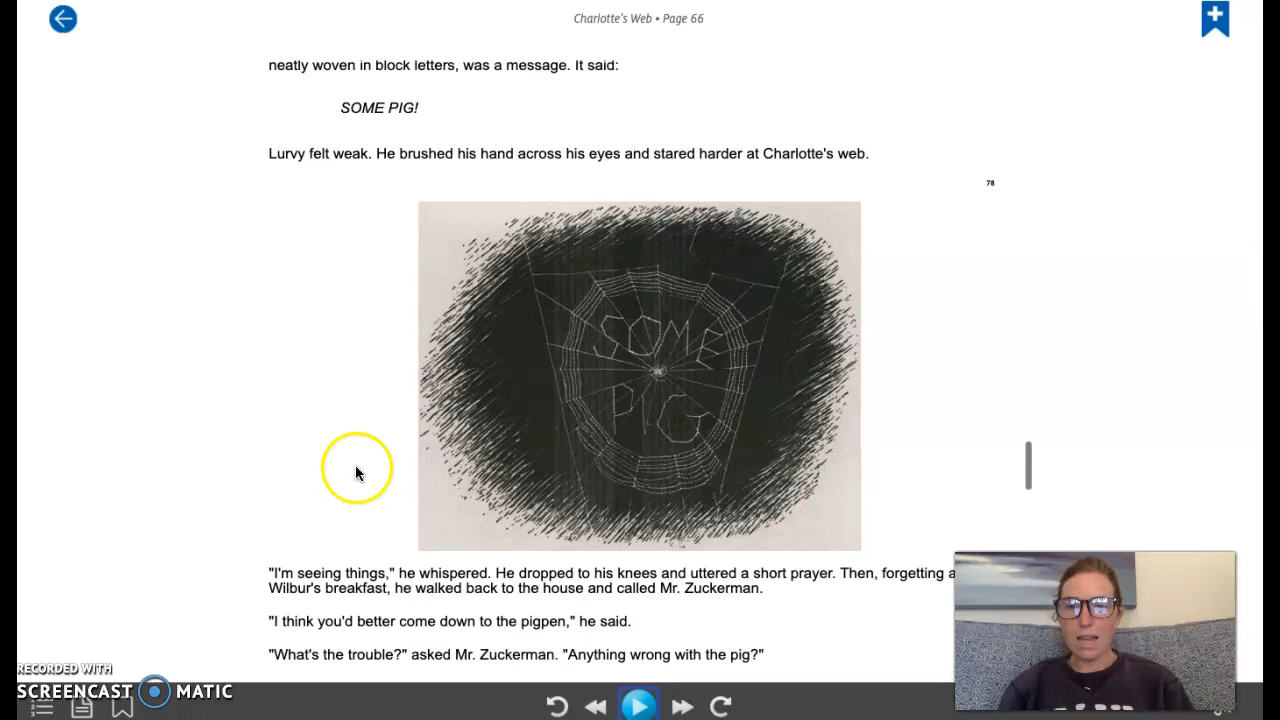 Charlotte's Web • Page 66
neatly woven in block letters, was a message. It said:
SOME PIG!
Lurvy felt weak. He brushed his hand across his eyes and stared harder at Charlotte's web.
78
SOME
PIG
"I'm seeing things," he whispered. He dropped to his knees and uttered a short prayer. Then, forgetting
Wilbur's breakfast, he walked back to the house and called Mr. Zuckerman.
"I think you'd better come down to the pigpen," he said.
"What's the trouble?" asked Mr. Zuckerman. "Anything wrong with the pig?"
RECORDED WITH
SCREENCAST MATIC